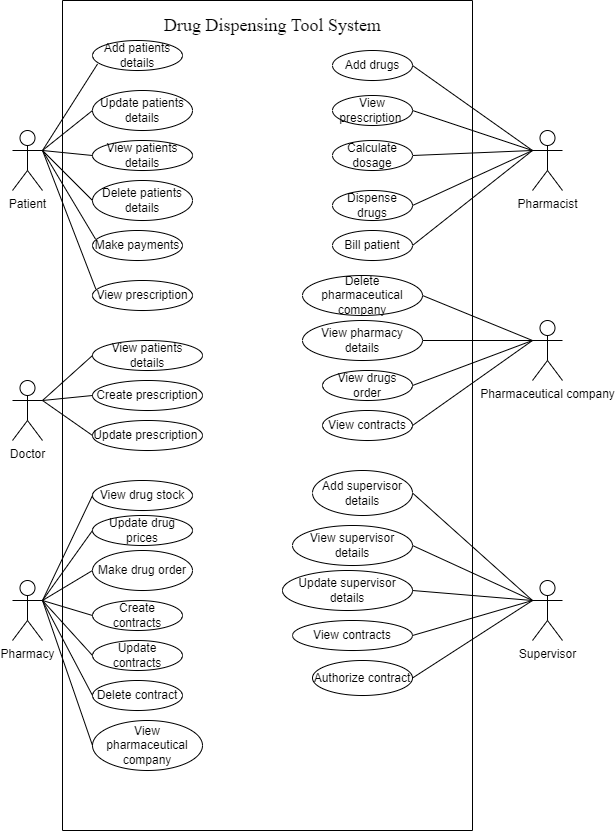 Drug Dispensing Tool System
Add patients
details
Update patients
details
View patients
details
Delete patients
details
Make payments
View prescription
Patient
View patients
details
Create prescription
Update prescription
Doctor
View drug stock
Update drug
prices
Make drug order
Create
contracts
Update
contracts
Delete contract
View
pharmaceutical
company
Pharmacy
Add drugs
View
prescription
Calculate
dosage
Dispense
drugs
Bill patient
Pharmacist
Delete
pharmaceutical
company
View pharmacy
details
View drugs
order
View contracts
Pharmaceutical company
Add supervisor
details
View supervisor
details
Update supervisor
details
View contracts
Authorize contract
Supervisor